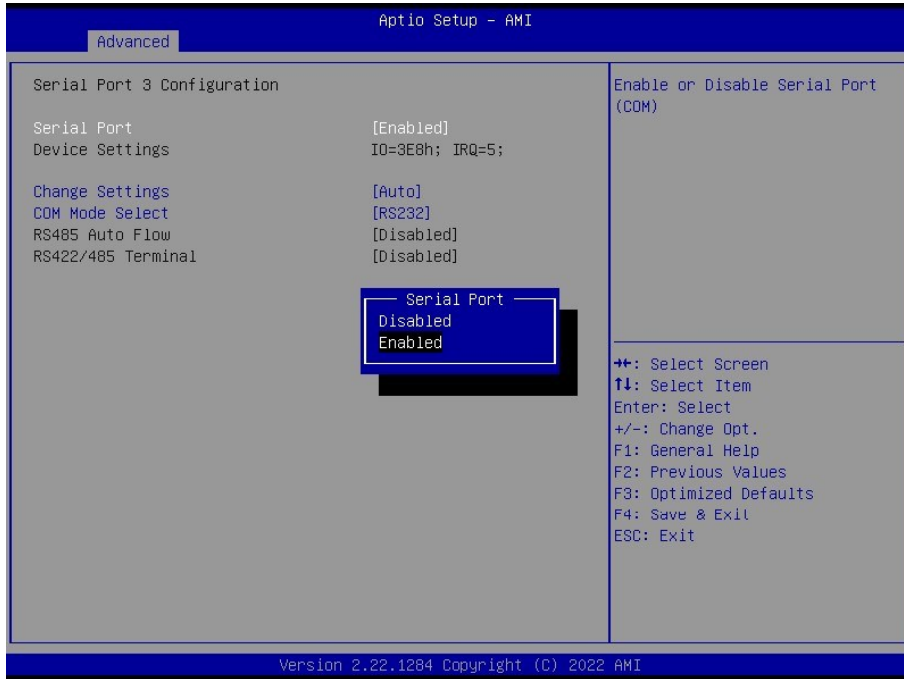 Aptio Setup – AMI
Advanced
Serial Port 3 Configuration
Serial Port [Enabled]
Device Settings IO=3E8h; IRQ=5;
Change Settings [Auto]
COM Mode Select [RS232]
RS485 Auto Flow [Disabled]
RS422/485 Terminal [Disabled]
Serial Port
Disabled
Enabled
Enable or Disable Serial Port
(COM)
→←: Select Screen
↑↓: Select Item
Enter: Select
+/-: Change Opt.
F1: General Help
F2: Previous Values
F3: Optimized Defaults
F4: Save & Exit
ESC: Exit
Version 2.22.1284 Copyright (C) 2022 AMI